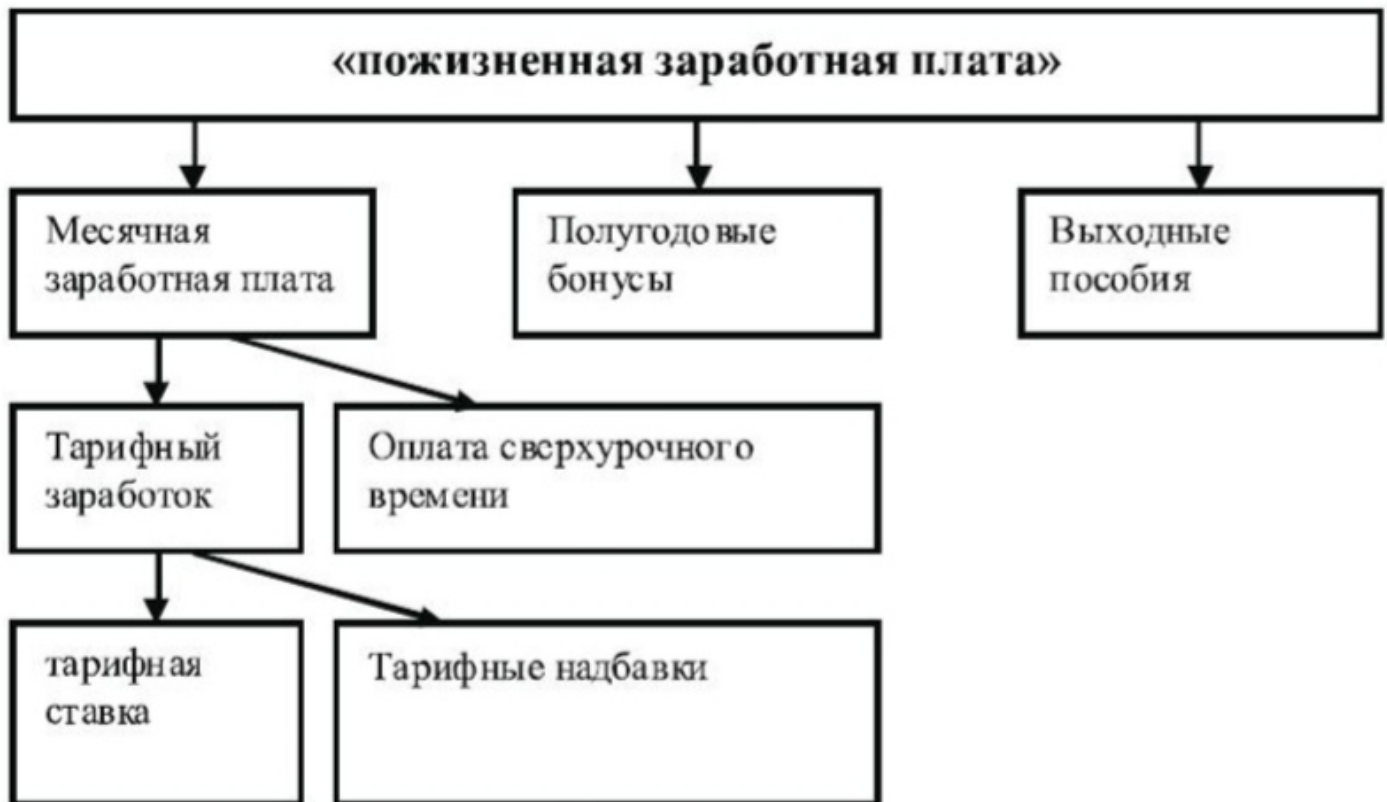 «пожизненная заработная плата»
Месячная
заработная плата
Полугодовые
бонусы
Выходные
пособия
Тарифный
заработок
Оплата сверхурочного
времени
тарифная
ставка
Тарифные надбавки